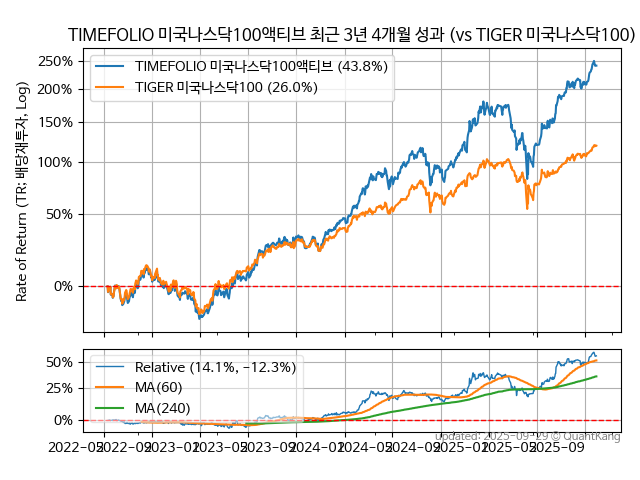 TIMEFOLIO 미국나스닥100액티브 최근 3년 4개월 성과 (vs TIGER 미국나스닥100)
Rate of Return (TR: 배당재투자, Log)
250%
200%
150%
100%
50%
0%
TIMEFOLIO 미국나스닥100액티브 (43.8%)
TIGER 미국나스닥100 (26.0%)
50%
25%
0%
Relative (14.1%, −12.3%)
MA(60)
MA(240)
2022-05 2022-09 2023-01 2023-05 2023-09 2024-01 2024-05 2024-09 2025-01 2025-05 2025-09
Updated: 2025-09-29 © QuantKang